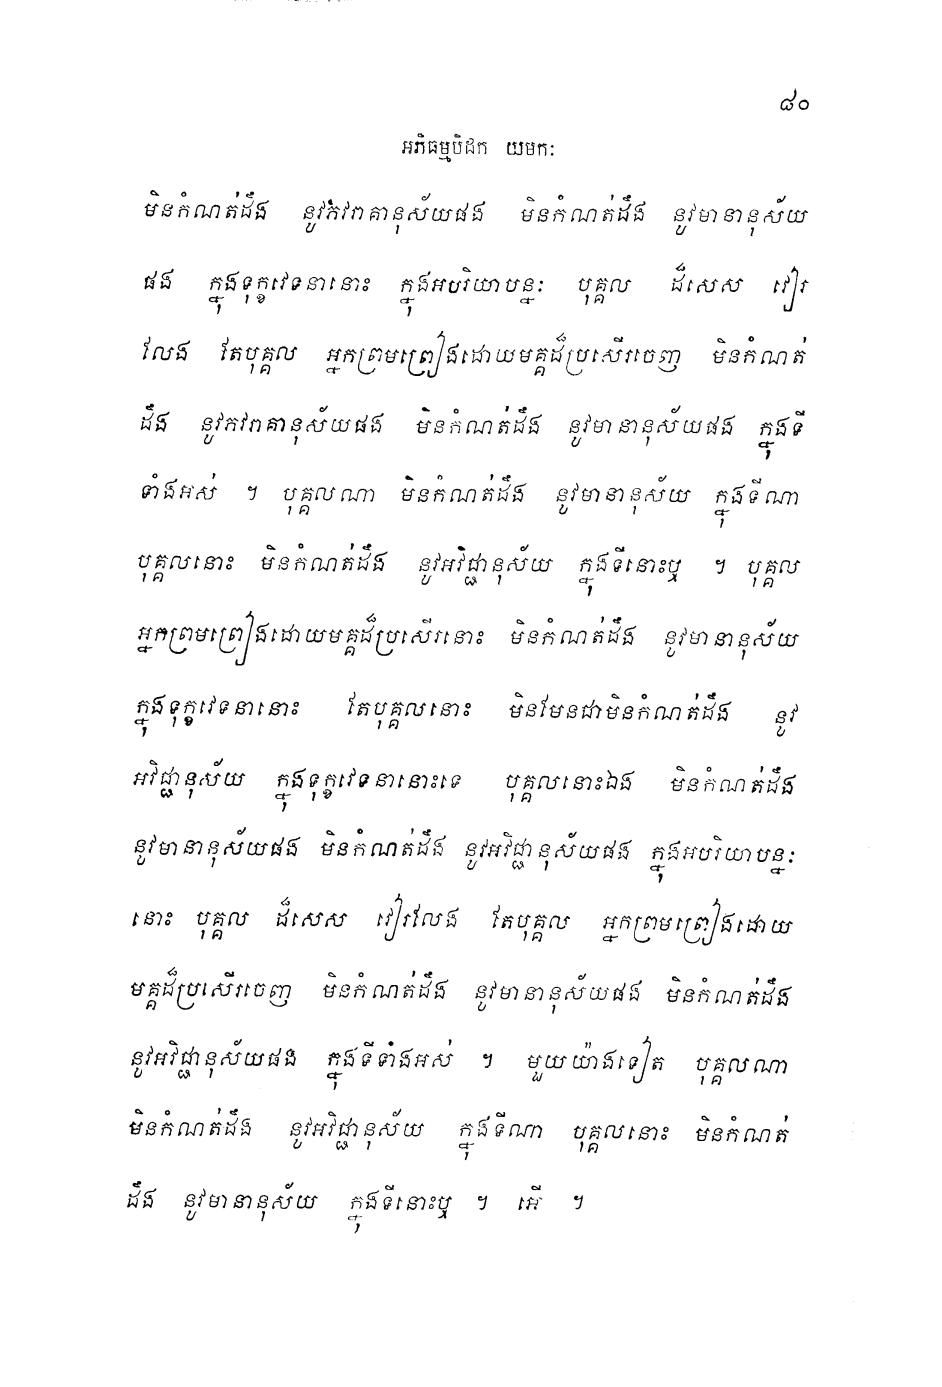 ៨០
អភិធម្មបិដក យមកៈ
មិនកំណត់ដឹង នូវភវរាគានុស័យផង មិនកំណត់ដឹង នូវមានានុស័យ
ផង ក្នុងទុក្ខវេទនានោះ ក្នុងអបរិយាបន្នៈ បុគ្គល ដ៏សេស វៀរ
លែង តែបុគ្គល អ្នកព្រមព្រៀងដោយមគ្គដ៏ប្រសើរចេញ មិនកំណត់
ដឹង នូវភវរាគានុស័យផង មិនកំណត់ដឹង នូវមានានុស័យផង ក្នុងទី
ទាំងអស់ ។ បុគ្គលណា មិនកំណត់ដឹង នូវមានានុស័យ ក្នុងទីណា
បុគ្គលនោះ មិនកំណត់ដឹង នូវអវិជ្ជានុស័យ ក្នុងទីនោះឬ ។ បុគ្គល
អ្នកព្រមព្រៀងដោយមគ្គដ៏ប្រសើរនោះ មិនកំណត់ដឹង នូវមានានុស័យ
ក្នុងទុក្ខវេទនានោះ តែបុគ្គលនោះ មិនមែនជាមិនកំណត់ដឹង នូវ
អវិជ្ជានុស័យ ក្នុងទុក្ខវេទនានោះទេ បុគ្គលនោះឯង មិនកំណត់ដឹង
នូវមានានុស័យផង មិនកំណត់ដឹង នូវអវិជ្ជានុស័យផង ក្នុងអបរិយាបន្នៈ
នោះ បុគ្គល ដ៏សេស វៀរលែង តែបុគ្គល អ្នកព្រមព្រៀងដោយ
មគ្គដ៏ប្រសើរចេញ មិនកំណត់ដឹង នូវមានានុស័យផង មិនកំណត់ដឹង
នូវអវិជ្ជានុស័យផង ក្នុងទីទាំងអស់ ។ មួយយ៉ាងទៀត បុគ្គលណា
មិនកំណត់ដឹង នូវអវិជ្ជានុស័យ ក្នុងទីណា បុគ្គលនោះ មិនកំណត់
ដឹង នូវមានានុស័យ ក្នុងទីនោះឬ ។ អើ ។